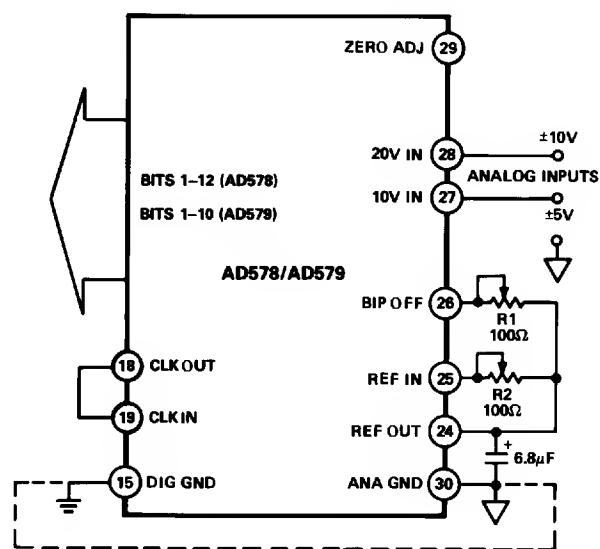 ZERO ADJ 29
±10V
20V IN 28
BITS 1–12 (AD578)
ANALOG INPUTS
10V IN 27
BITS 1–10 (AD579)
±5V
AD578/AD579
BIP OFF 26
R1
100Ω
18 CLK OUT
REF IN 25
R2
100Ω
19 CLK IN
REF OUT 24
+
6.8µF
15 DIG GND
ANA GND 30